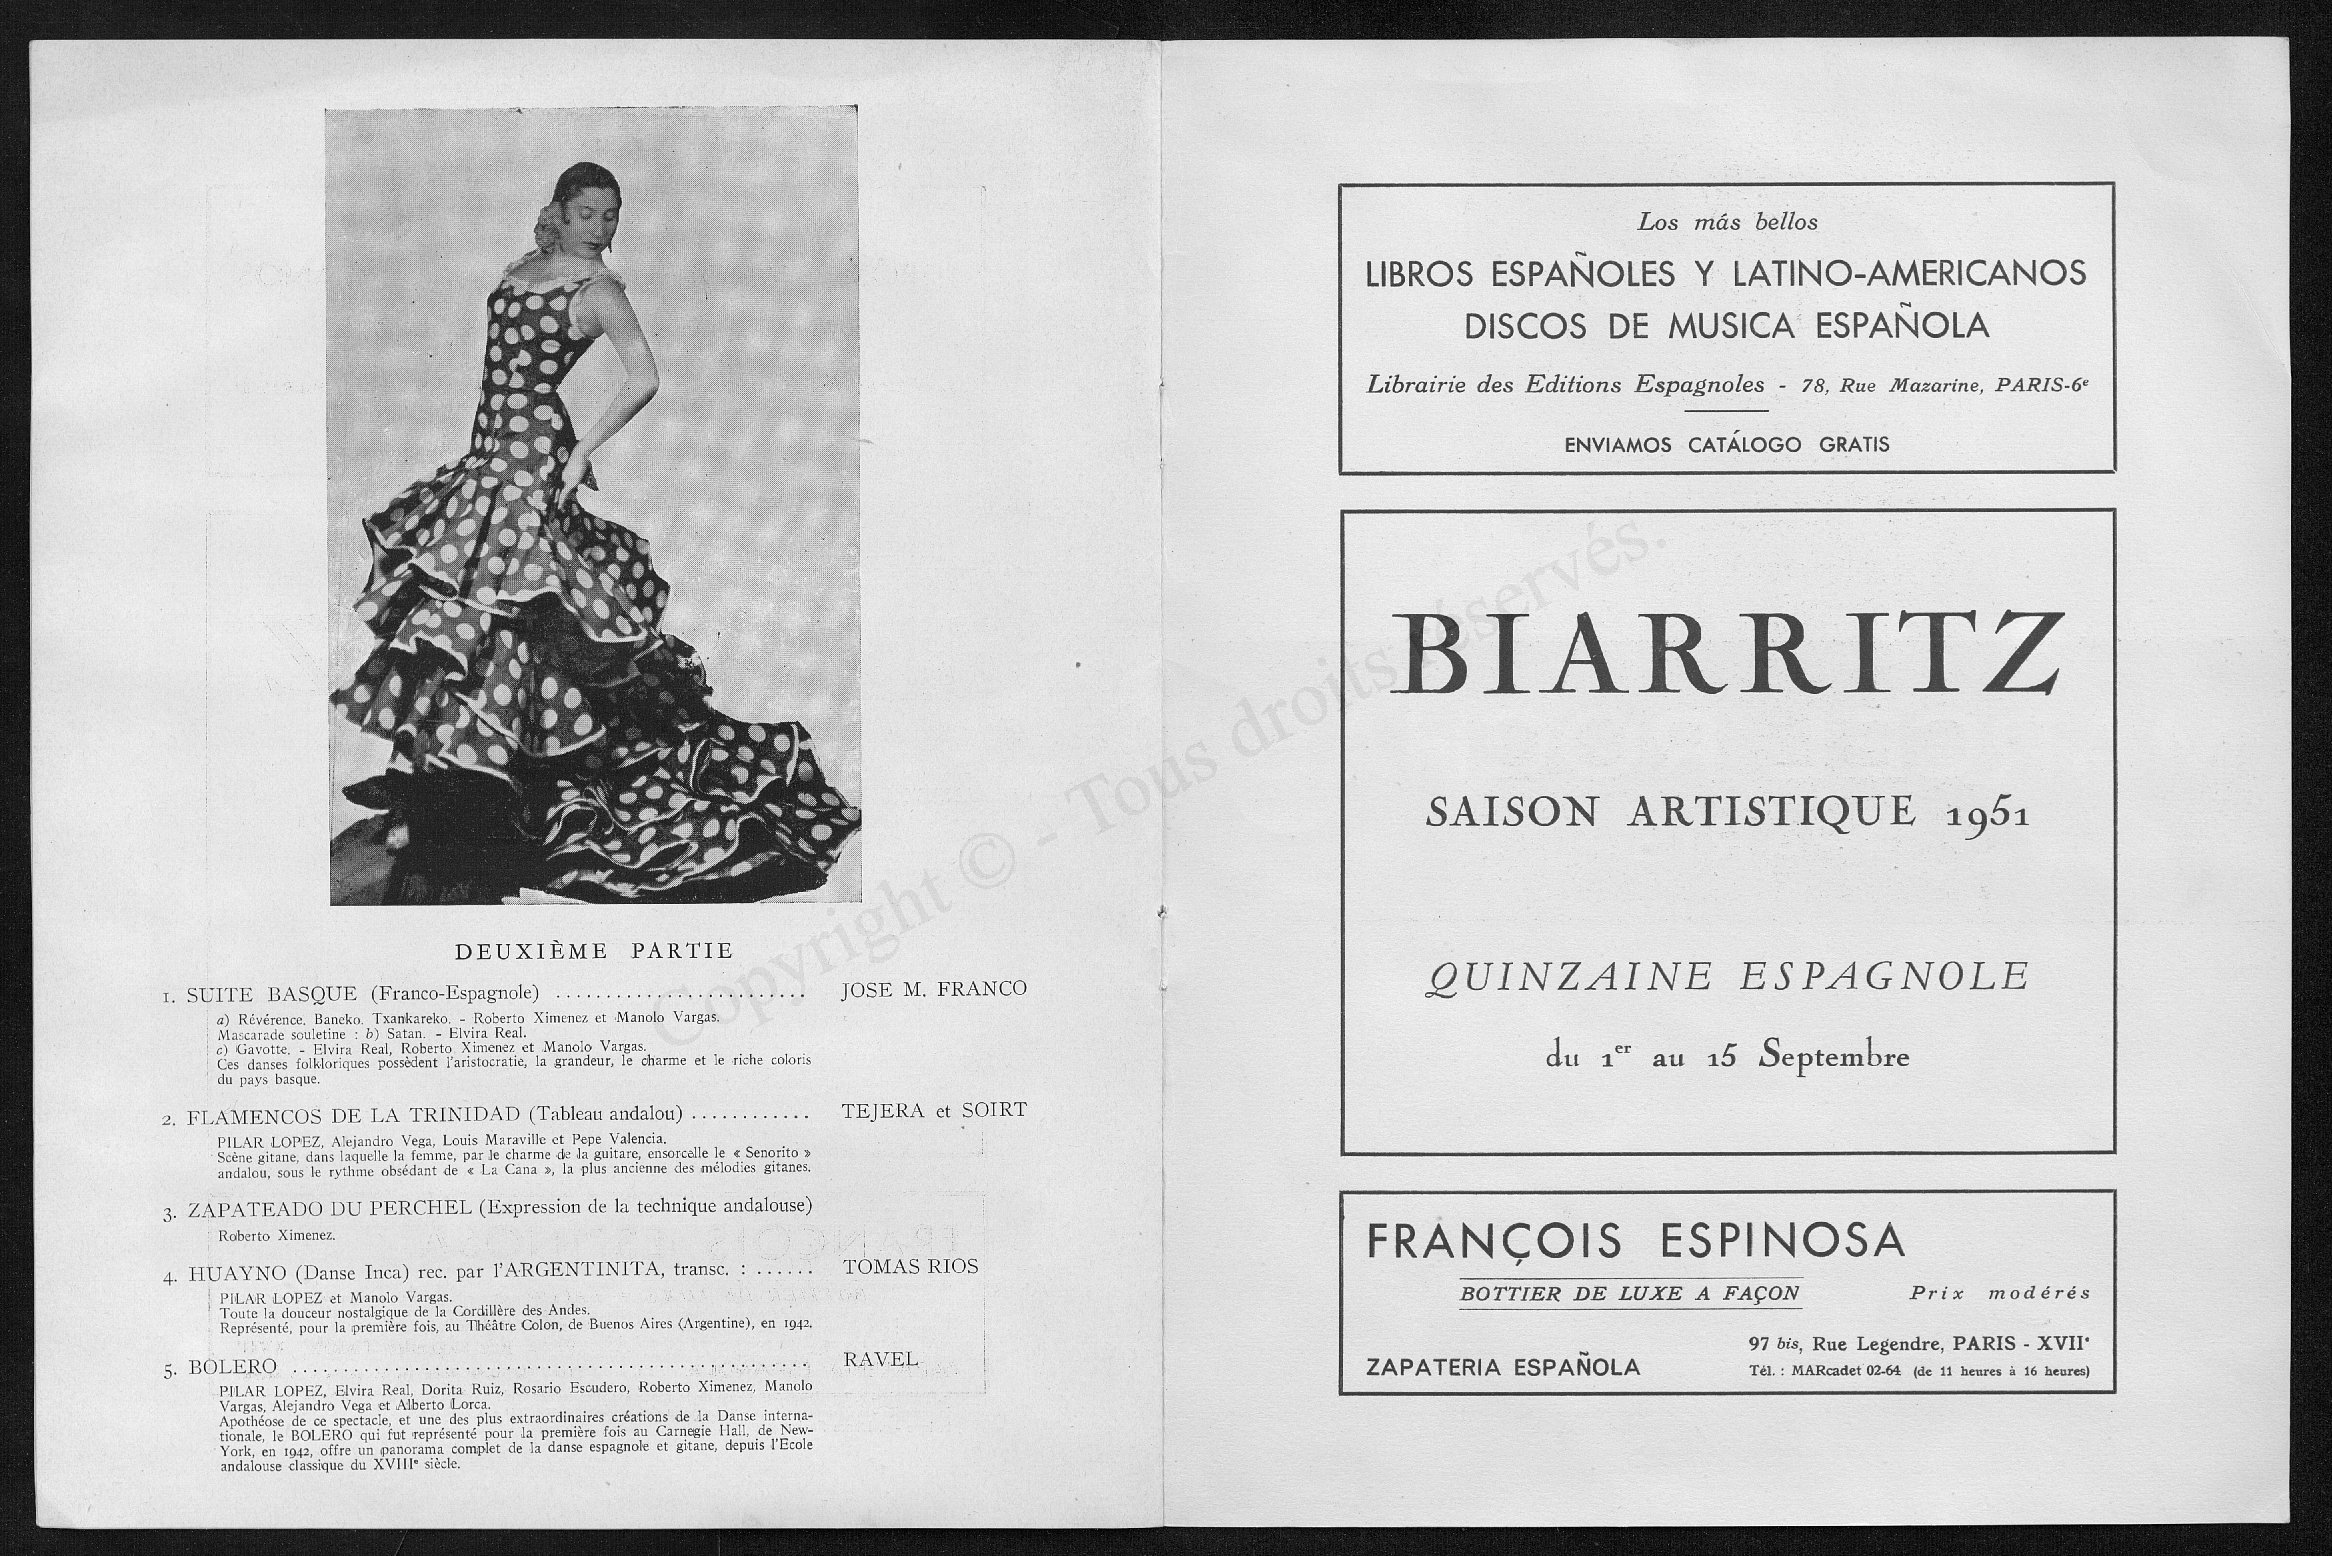 DEUXIÈME PARTIE
1. SUITE BASQUE (Franco-Espagnole) ......................... JOSE M. FRANCO
a) Révérence. Baneko. Txankareko. - Roberto Ximenez et Manolo Vargas.
Mascarade souletine : b) Satan. - Elvira Real.
c) Gavotte. - Elvira Real, Roberto Ximenez et Manolo Vargas.
Ces danses folkloriques possèdent l'aristocratie, la grandeur, le charme et le riche coloris
du pays basque.
2. FLAMENCOS DE LA TRINIDAD (Tableau andalou) ............ TEJERA et SOIRT
PILAR LOPEZ, Alejandro Vega, Louis Maraville et Pepe Valencia.
Scène gitane, dans laquelle la femme, par le charme de la guitare, ensorcelle le « Senorito »
andalou, sous le rythme obsédant de « La Cana », la plus ancienne des mélodies gitanes.
3. ZAPATEADO DU PERCHEL (Expression de la technique andalouse)
Roberto Ximenez.
4. HUAYNO (Danse Inca) rec. par l'ARGENTINITA, transc. : ...... TOMAS RIOS
PILAR LOPEZ et Manolo Vargas.
Toute la douceur nostalgique de la Cordillère des Andes.
Représenté, pour la première fois, au Théâtre Colon, de Buenos Aires (Argentine), en 1942.
5. BOLERO .................................................... RAVEL
PILAR LOPEZ, Elvira Real, Dorita Ruiz, Rosario Escudero, Roberto Ximenez, Manolo
Vargas, Alejandro Vega et Alberto Lorca.
Apothéose de ce spectacle, et une des plus extraordinaires créations de la Danse interna-
tionale, le BOLERO qui fut représenté pour la première fois au Carnegie Hall, de New-
York, en 1942, offre un panorama complet de la danse espagnole et gitane, depuis l'Ecole
andalouse classique du XVIIIe siècle.
Los más bellos
LIBROS ESPAÑOLES Y LATINO-AMERICANOS
DISCOS DE MUSICA ESPAÑOLA
Librairie des Editions Espagnoles - 78, Rue Mazarine, PARIS-6e
ENVIAMOS CATÁLOGO GRATIS
BIARRITZ
SAISON ARTISTIQUE 1951
QUINZAINE ESPAGNOLE
du 1er au 15 Septembre
FRANÇOIS ESPINOSA
BOTTIER DE LUXE A FAÇON Prix modérés
97 bis, Rue Legendre, PARIS - XVIIe
ZAPATERIA ESPAÑOLA Tél. : MARcadet 02-64 (de 11 heures à 16 heures)
Copyright © - Tous droits réservés.